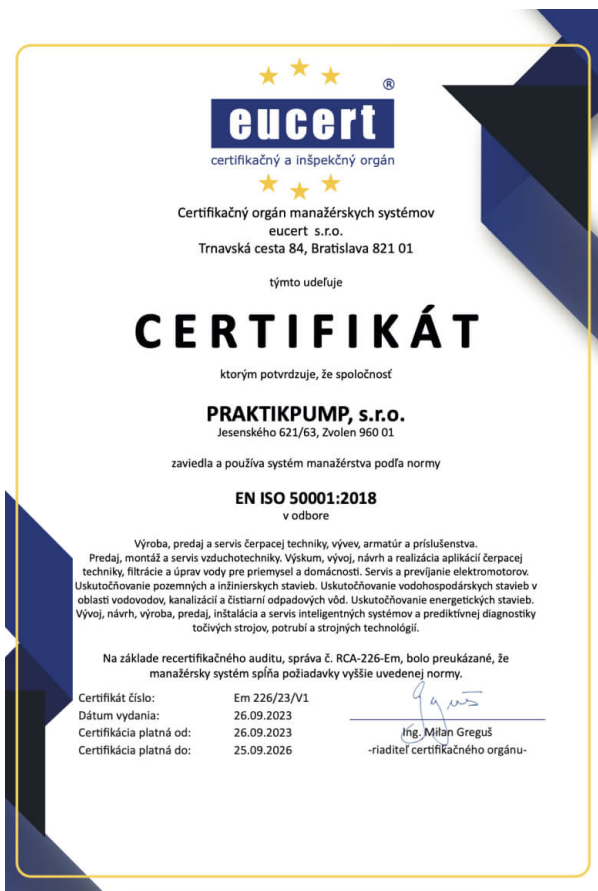 ®
eucert
certifikačný a inšpekčný orgán
Certifikačný orgán manažérskych systémov
eucert s.r.o.
Trnavská cesta 84, Bratislava 821 01
týmto udeľuje
CERTIFIKÁT
ktorým potvrdzuje, že spoločnosť
PRAKTIKPUMP, s.r.o.
Jesenského 621/63, Zvolen 960 01
zaviedla a používa systém manažérstva podľa normy
EN ISO 50001:2018
v odbore
Výroba, predaj a servis čerpacej techniky, vývev, armatúr a príslušenstva.
Predaj, montáž a servis vzduchotechniky. Výskum, vývoj, návrh a realizácia aplikácií čerpacej
techniky, filtrácie a úprav vody pre priemysel a domácnosti. Servis a prevíjanie elektromotorov.
Uskutočňovanie pozemných a inžinierskych stavieb. Uskutočňovanie vodohospodárskych stavieb v
oblasti vodovodov, kanalizácií a čistiarní odpadových vôd. Uskutočňovanie energetických stavieb.
Vývoj, návrh, výroba, predaj, inštalácia a servis inteligentných systémov a prediktívnej diagnostiky
točivých strojov, potrubí a strojných technológií.
Na základe recertifikačného auditu, správa č. RCA-226-Em, bolo preukázané, že
manažérsky systém spĺňa požiadavky vyššie uvedenej normy.
Certifikát číslo: Em 226/23/V1
Dátum vydania: 26.09.2023
Certifikácia platná od: 26.09.2023
Certifikácia platná do: 25.09.2026
Ing. Milan Greguš
-riaditeľ certifikačného orgánu-